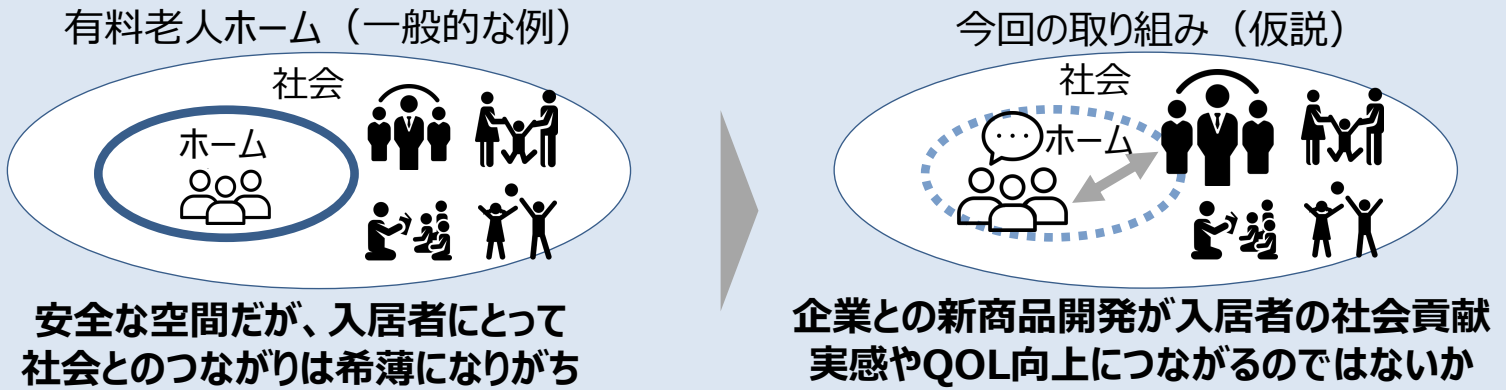 有料老人ホーム（一般的な例）
社会
ホーム
安全な空間だが、入居者にとって
社会とのつながりは希薄になりがち
今回の取り組み（仮説）
社会
ホーム
企業との新商品開発が入居者の社会貢献
実感やQOL向上につながるのではないか